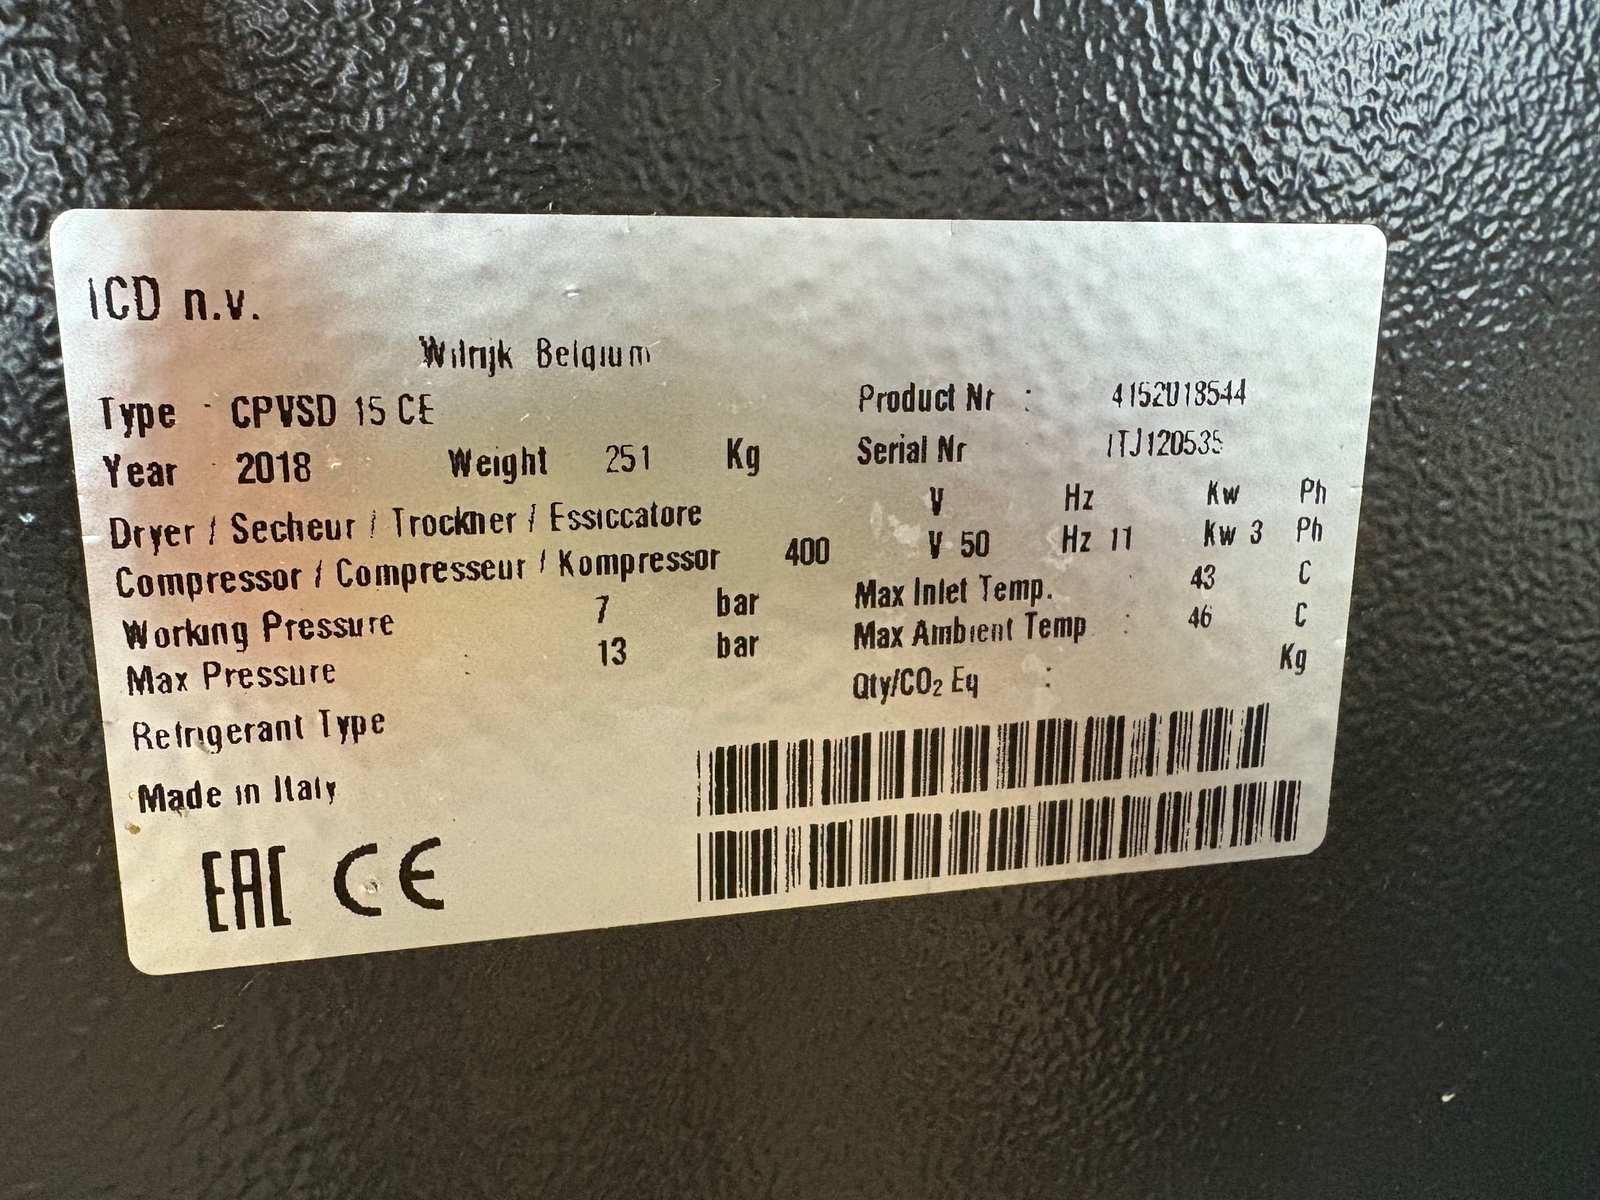 ICD n.v.
Wilrijk Belgium
Type : CPVSD 15 CE
Product Nr : 4152018544
Year : 2018 Weight 251 Kg
Serial Nr ITJ120535
V Hz Kw Ph
Dryer / Secheur / Trockner / Essiccatore
Compressor / Compresseur / Kompressor 400 V 50 Hz 11 Kw 3 Ph
Working Pressure 7 bar
Max Inlet Temp. : 43 C
Max Pressure : 13 bar
Max Ambient Temp : 46 C
Refrigerant Type
Qty/CO₂ Eq : Kg
Made in Italy
EAC CE